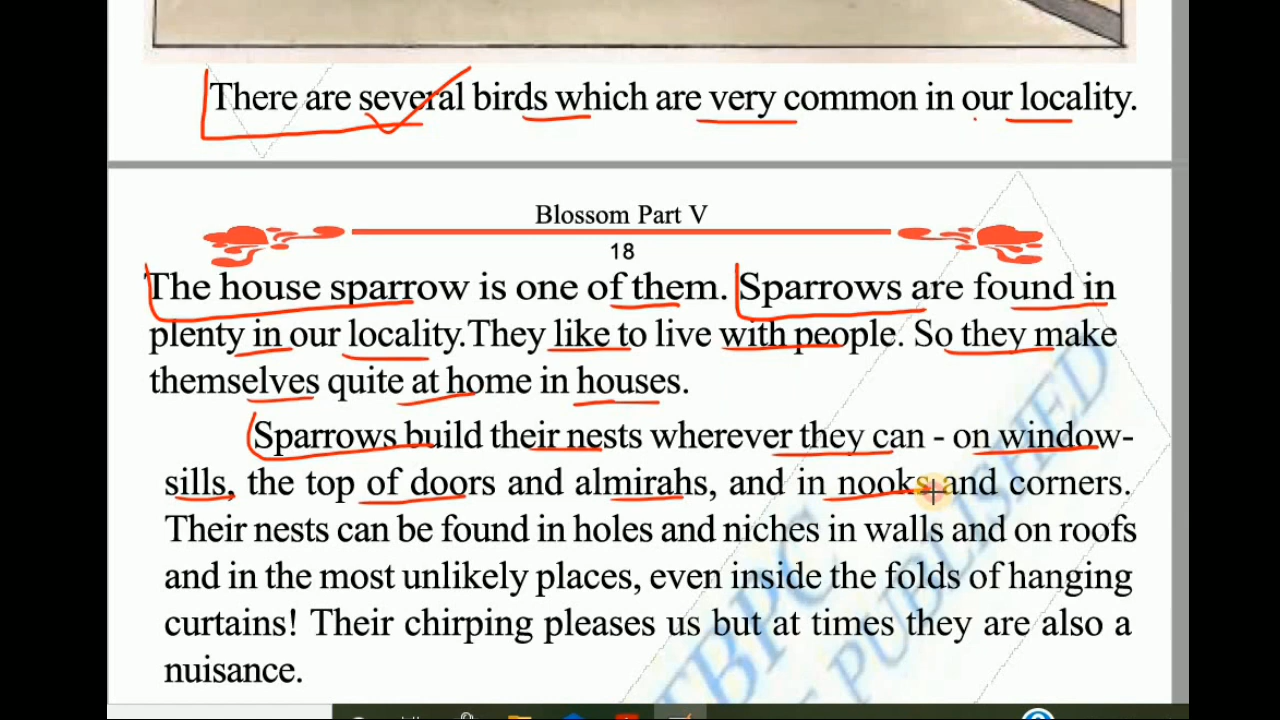 There are several birds which are very common in our locality.
Blossom Part V
18
The house sparrow is one of them. Sparrows are found in
plenty in our locality.They like to live with people. So they make
themselves quite at home in houses.
Sparrows build their nests wherever they can - on window-
sills, the top of doors and almirahs, and in nooks and corners.
Their nests can be found in holes and niches in walls and on roofs
and in the most unlikely places, even inside the folds of hanging
curtains! Their chirping pleases us but at times they are also a
nuisance.
TBPC
PUBLISHED